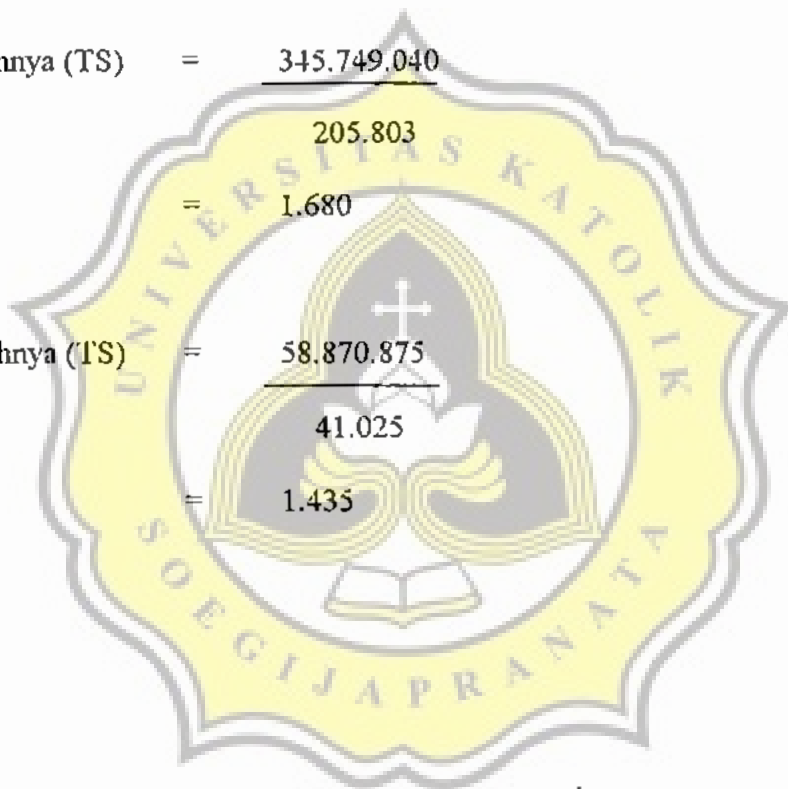 hnya (TS) = 345.749.040
205.803
= 1.680
hnya (TS) = 58.870.875
41.025
= 1.435
UNIVERSITAS KATOLIK
SOEGIJAPRANATA